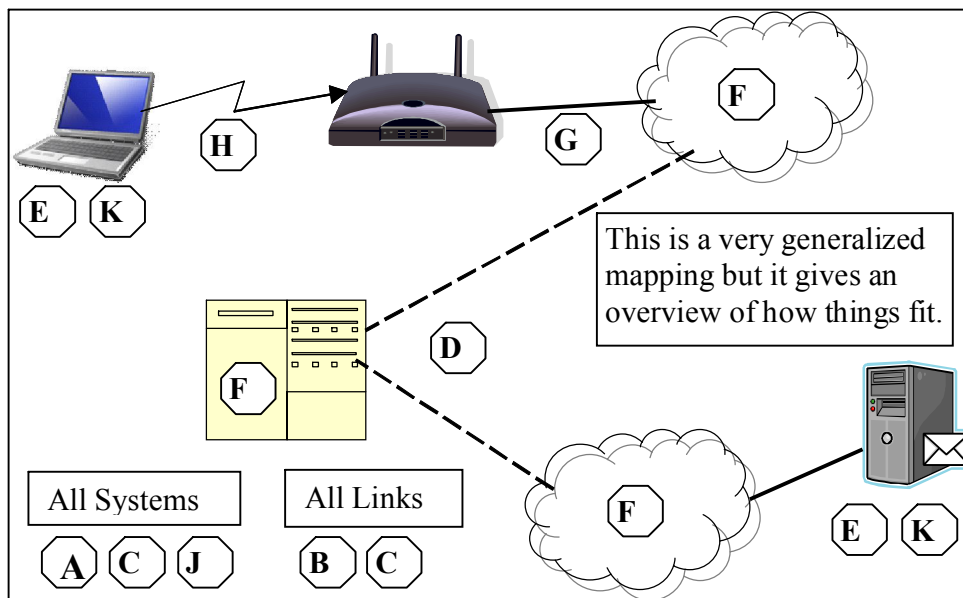 F
H
G
E K
This is a very generalized
mapping but it gives an
overview of how things fit.
D
F
All Systems
All Links
F
E K
A C J
B C